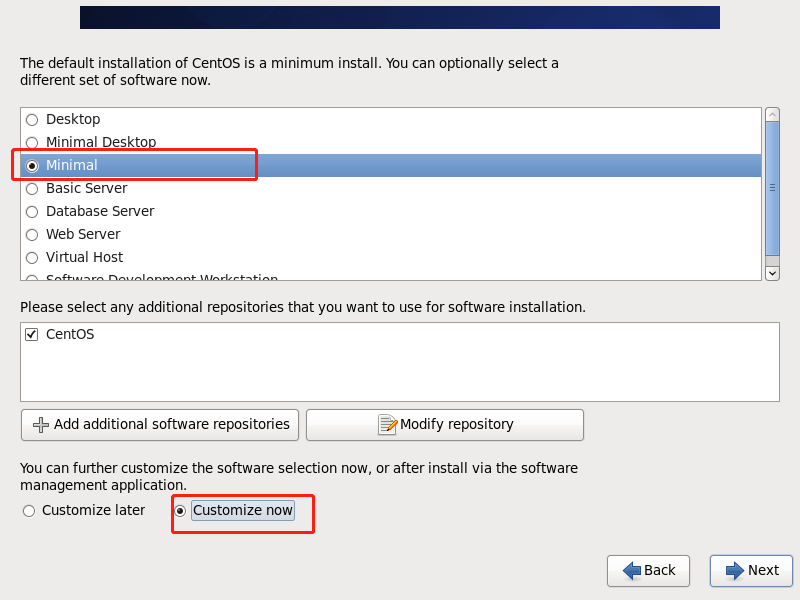 The default installation of CentOS is a minimum install. You can optionally select a
different set of software now.
Desktop
Minimal Desktop
Minimal
Basic Server
Database Server
Web Server
Virtual Host
Software Development Workstation
Please select any additional repositories that you want to use for software installation.
CentOS
Add additional software repositories
Modify repository
You can further customize the software selection now, or after install via the software
management application.
Customize later
Customize now
Back
Next